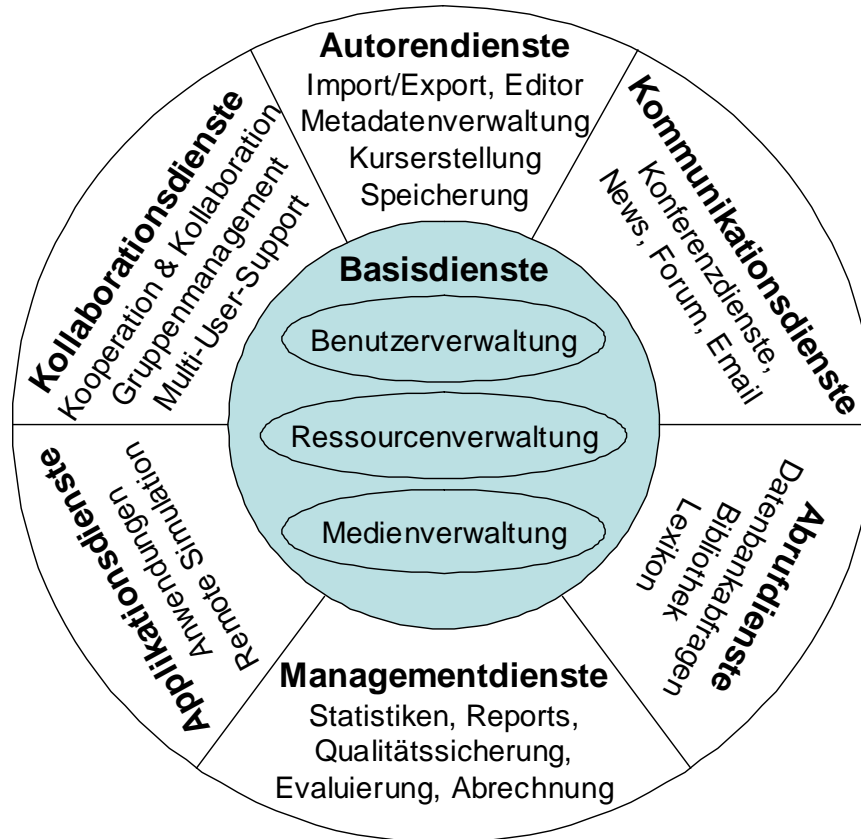 Autorendienste
Import/Export, Editor
Metadatenverwaltung
Kurserstellung
Speicherung
Kommunikationsdienste
Konferenzdienste,
News, Forum, Email
Abrufdienste
Datenbankabfragen
Bibliothek
Lexikon
Managementdienste
Statistiken, Reports,
Qualitätssicherung,
Evaluierung, Abrechnung
Applikationsdienste
Anwendungen
Remote Simulation
Kollaborationsdienste
Kooperation & Kollaboration
Gruppenmanagement
Multi-User-Support
Basisdienste
Benutzerverwaltung
Ressourcenverwaltung
Medienverwaltung